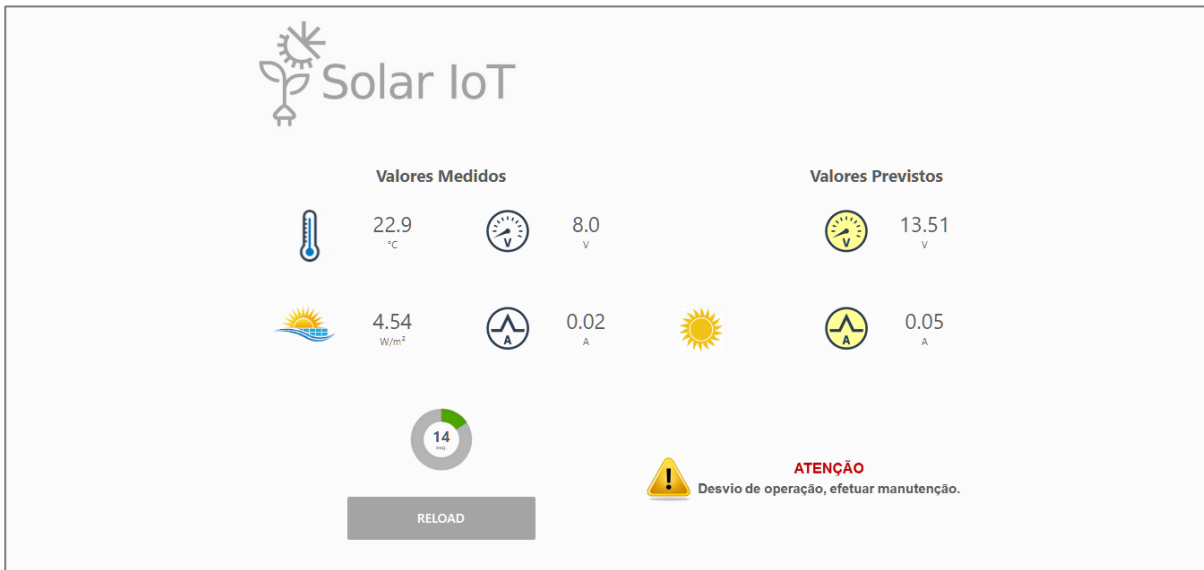 Solar IoT
Valores Medidos
Valores Previstos
22.9
°C
8.0
V
V
13.51
V
V
4.54
W/m²
0.02
A
A
0.05
A
A
14
seg.
ATENÇÃO
Desvio de operação, efetuar manutenção.
RELOAD